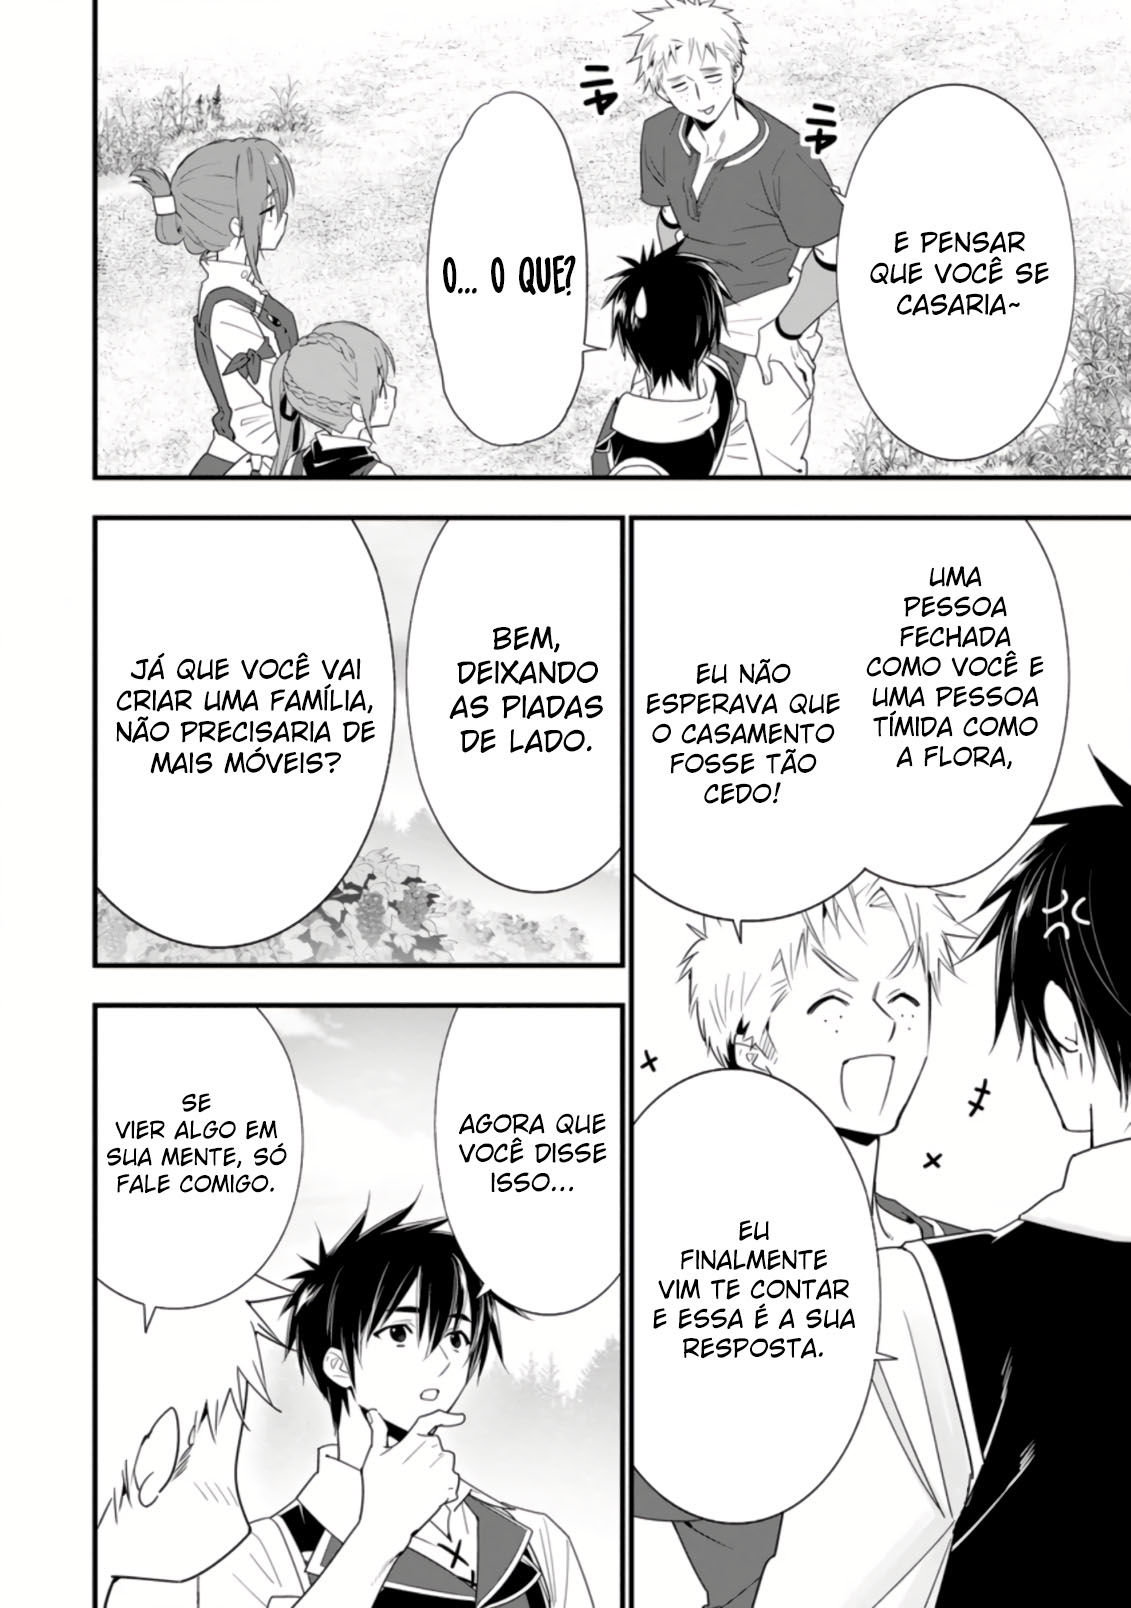 E PENSAR
QUE VOCÊ SE
CASARIA~
ニヤ
ニヤ
O... O QUE?
UMA
PESSOA
FECHADA
COMO VOCÊ E
UMA PESSOA
TÍMIDA COMO
A FLORA,
EU NÃO
ESPERAVA QUE
O CASAMENTO
FOSSE TÃO
CEDO!
EU
FINALMENTE
VIM TE CONTAR
E ESSA É A SUA
RESPOSTA.
BEM,
DEIXANDO
AS PIADAS
DE LADO.
JÁ QUE VOCÊ VAI
CRIAR UMA FAMÍLIA,
NÃO PRECISARIA DE
MAIS MÓVEIS?
AGORA QUE
VOCÊ DISSE
ISSO...
SE
VIER ALGO EM
SUA MENTE, SÓ
FALE COMIGO.